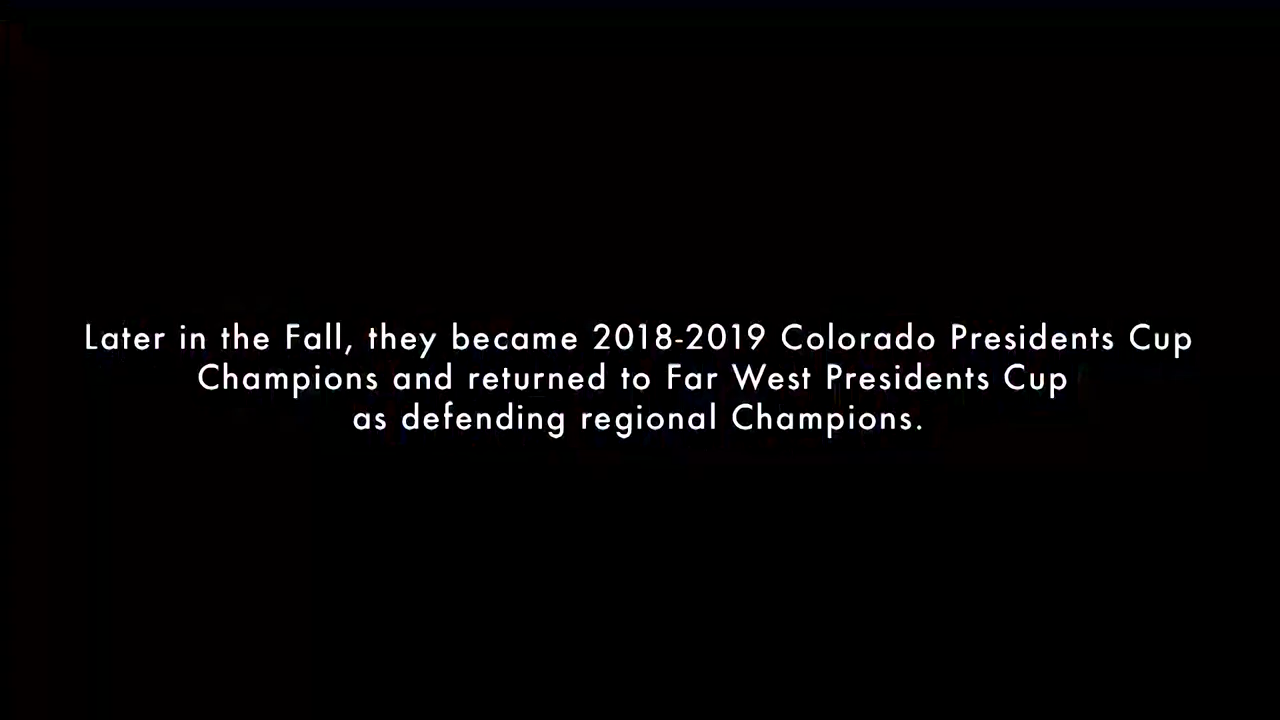 Later in the Fall, they became 2018-2019 Colorado Presidents Cup
Champions and returned to Far West Presidents Cup
as defending regional Champions.